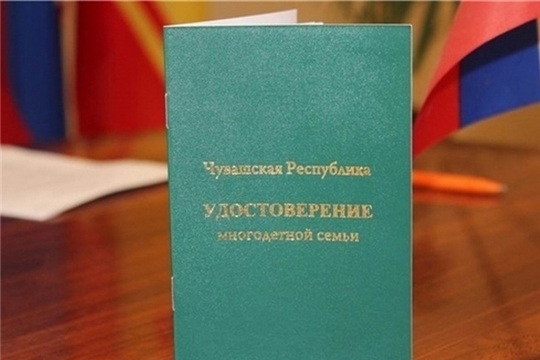 Чувашская Республика
УДОСТОВЕРЕНИЕ
многодетной семьи